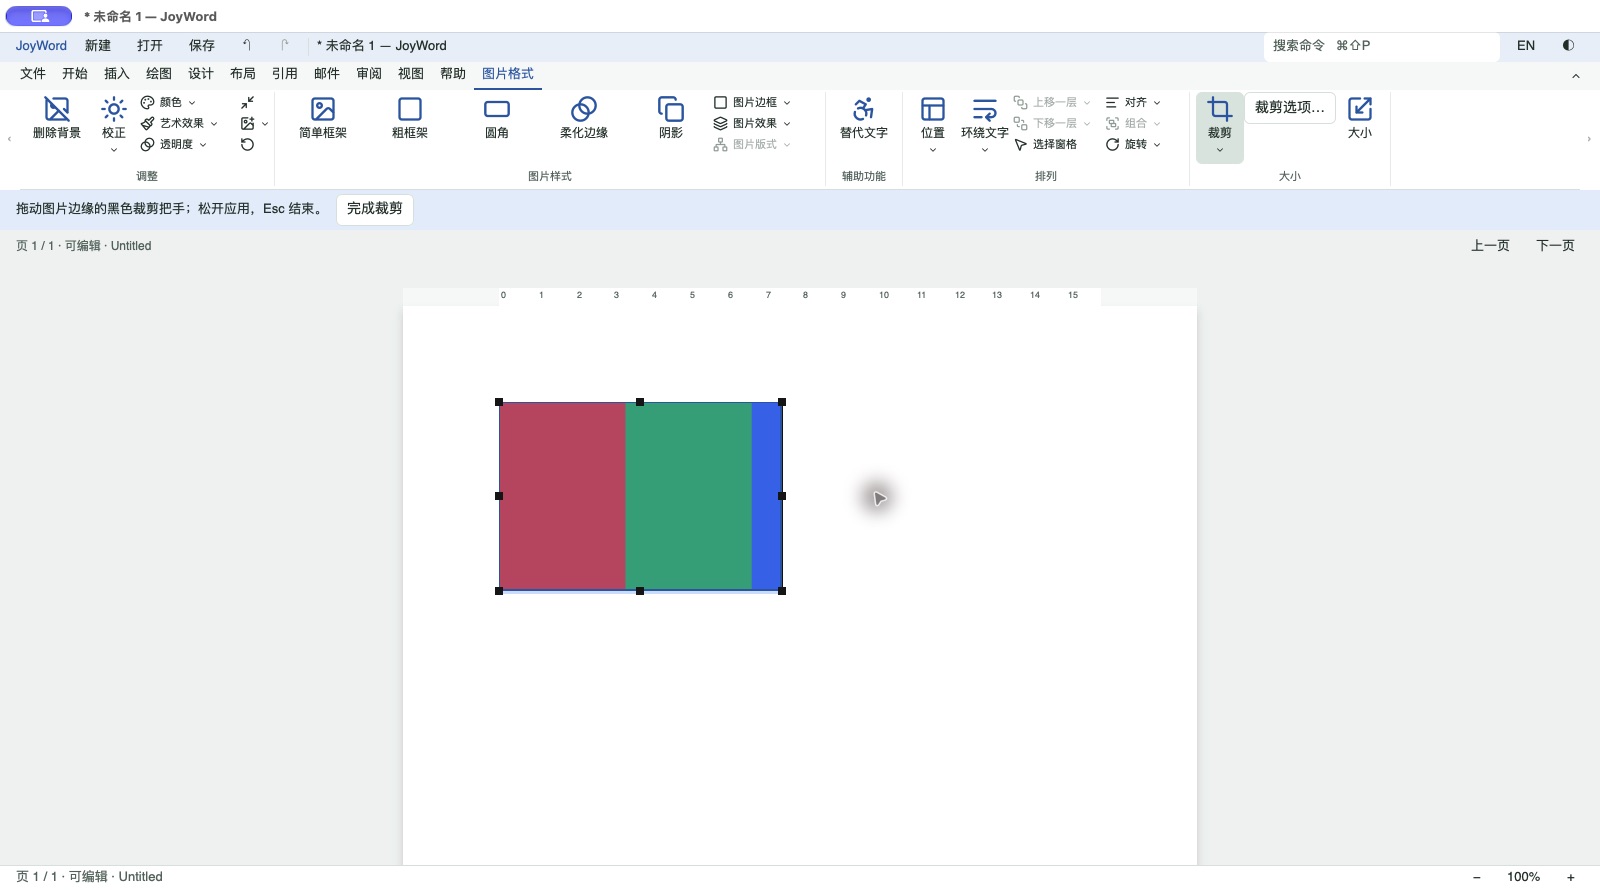 * 未命名 1 — JoyWord
JoyWord 新建 打开 保存 * 未命名 1 — JoyWord 搜索命令 ⌘⇧P EN
文件 开始 插入 绘图 设计 布局 引用 邮件 审阅 视图 帮助 图片格式
删除背景 校正 颜色 艺术效果 透明度 简单框架 粗框架 圆角 柔化边缘 阴影 图片边框 图片效果 图片版式 替代文字 位置 环绕文字 上移一层 下移一层 选择窗格 对齐 组合 旋转 裁剪 裁剪选项... 大小
调整 图片样式 辅助功能 排列 大小
拖动图片边缘的黑色裁剪把手；松开应用，Esc 结束。 完成裁剪
页 1 / 1 · 可编辑 · Untitled 上一页 下一页
0 1 2 3 4 5 6 7 8 9 10 11 12 13 14 15
页 1 / 1 · 可编辑 · Untitled − 100% +